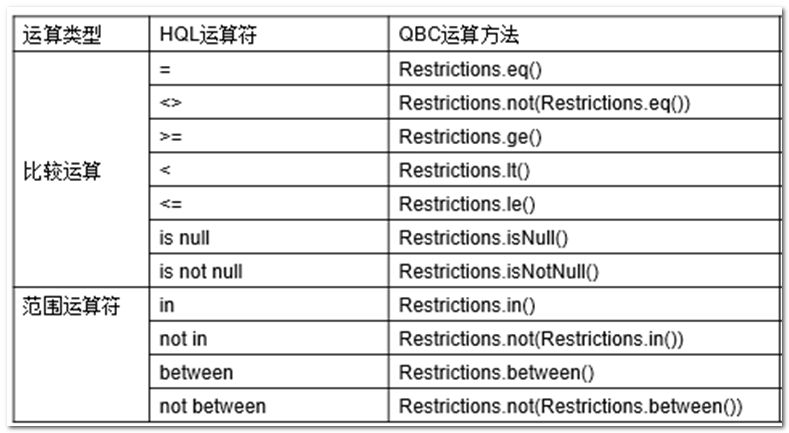 运算类型 HQL运算符 QBC运算方法
= Restrictions.eq()
<> Restrictions.not(Restrictions.eq())
>= Restrictions.ge()
比较运算 < Restrictions.lt()
<= Restrictions.le()
is null Restrictions.isNull()
is not null Restrictions.isNotNull()
范围运算符 in Restrictions.in()
not in Restrictions.not(Restrictions.in())
between Restrictions.between()
not between Restrictions.not(Restrictions.between())